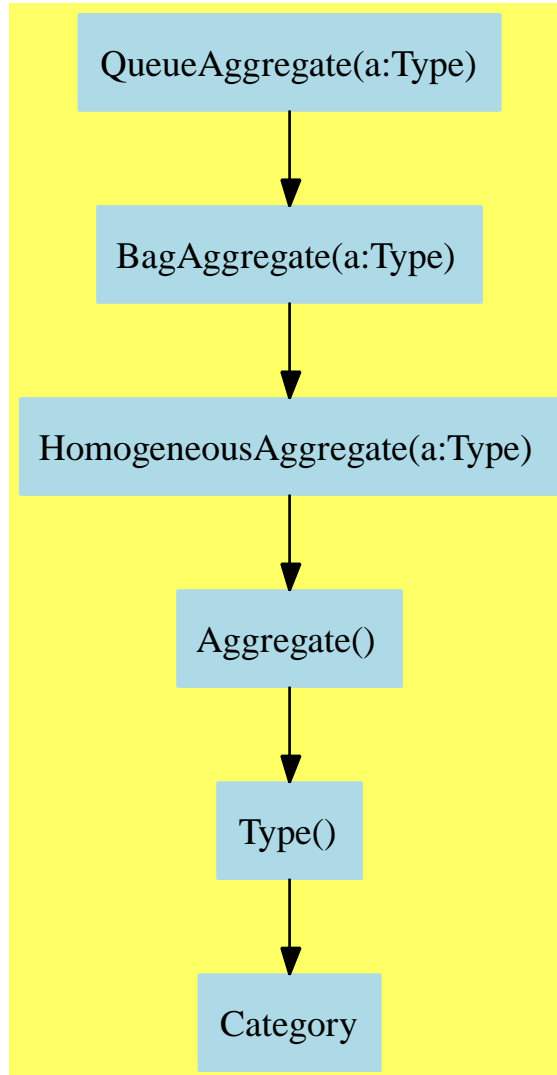 QueueAggregate(a:Type)
BagAggregate(a:Type)
HomogeneousAggregate(a:Type)
Aggregate()
Type()
Category